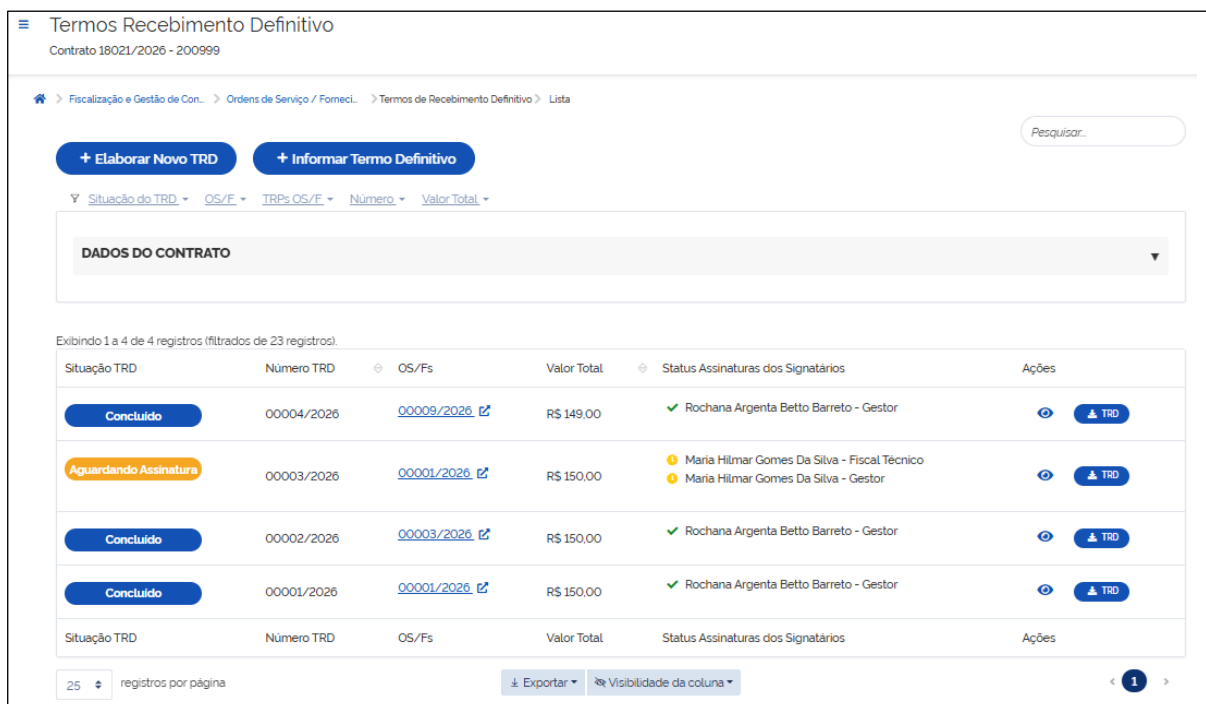 Termos Recebimento Definitivo
Contrato 18021/2026 - 200999
Fiscalização e Gestão de Con... > Ordens de Serviço / Forneci... > Termos de Recebimento Definitivo > Lista
Pesquisar...
+ Elaborar Novo TRD + Informar Termo Definitivo
Situação do TRD OS/F TRPs OS/F Número Valor Total
DADOS DO CONTRATO
Exibindo 1 a 4 de 4 registros (filtrados de 23 registros).
Situação TRD Número TRD OS/Fs Valor Total Status Assinaturas dos Signatários Ações
Concluído 00004/2026 00009/2026 R$ 149,00 Rochana Argenta Betto Barreto - Gestor TRD
Aguardando Assinatura 00003/2026 00001/2026 R$ 150,00 Maria Hilmar Gomes Da Silva - Fiscal Técnico
Maria Hilmar Gomes Da Silva - Gestor TRD
Concluído 00002/2026 00003/2026 R$ 150,00 Rochana Argenta Betto Barreto - Gestor TRD
Concluído 00001/2026 00001/2026 R$ 150,00 Rochana Argenta Betto Barreto - Gestor TRD
Situação TRD Número TRD OS/Fs Valor Total Status Assinaturas dos Signatários Ações
25 registros por página Exportar Visibilidade da coluna < 1 >